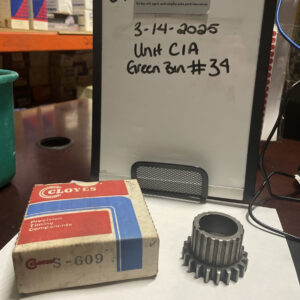 3-14-2025
Unit C1A
Green Bin #34
CLOYES
Precision
Timing
Components
S-609